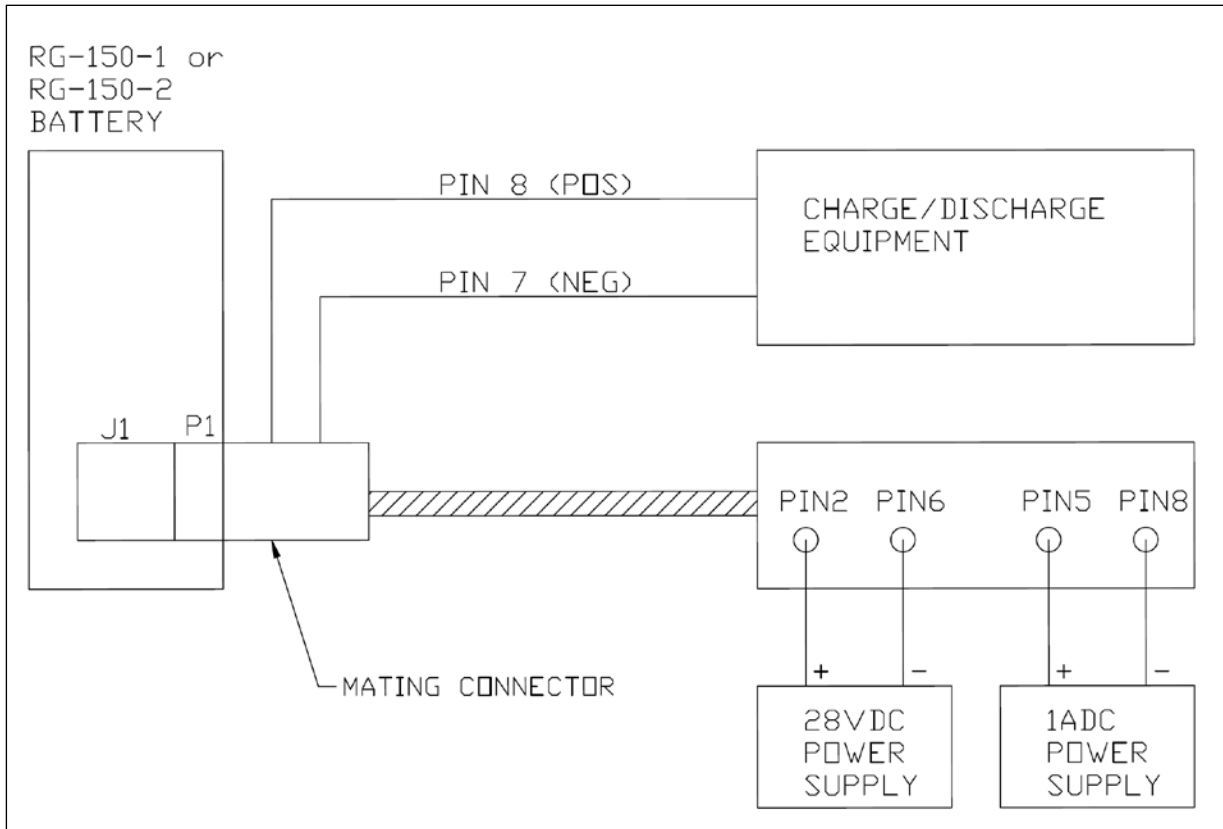 RG-150-1 or
RG-150-2
BATTERY
PIN 8 (POS)
PIN 7 (NEG)
CHARGE/DISCHARGE
EQUIPMENT
J1
P1
PIN2
PIN6
PIN5
PIN8
+
-
+
-
MATING CONNECTOR
28VDC
POWER
SUPPLY
1ADC
POWER
SUPPLY